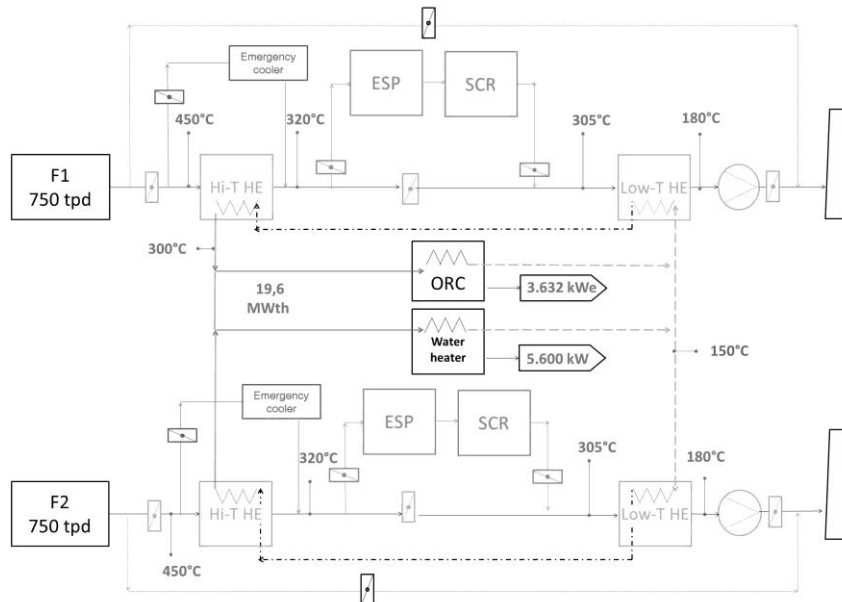 Emergency
cooler
ESP
SCR
450°C
320°C
305°C
180°C
F1
750 tpd
Hi-T HE
Low-T HE
300°C
19,6
MWth
ORC
3.632 kWe
Water
heater
5.600 kW
150°C
Emergency
cooler
ESP
SCR
320°C
305°C
180°C
F2
750 tpd
Hi-T HE
Low-T HE
450°C